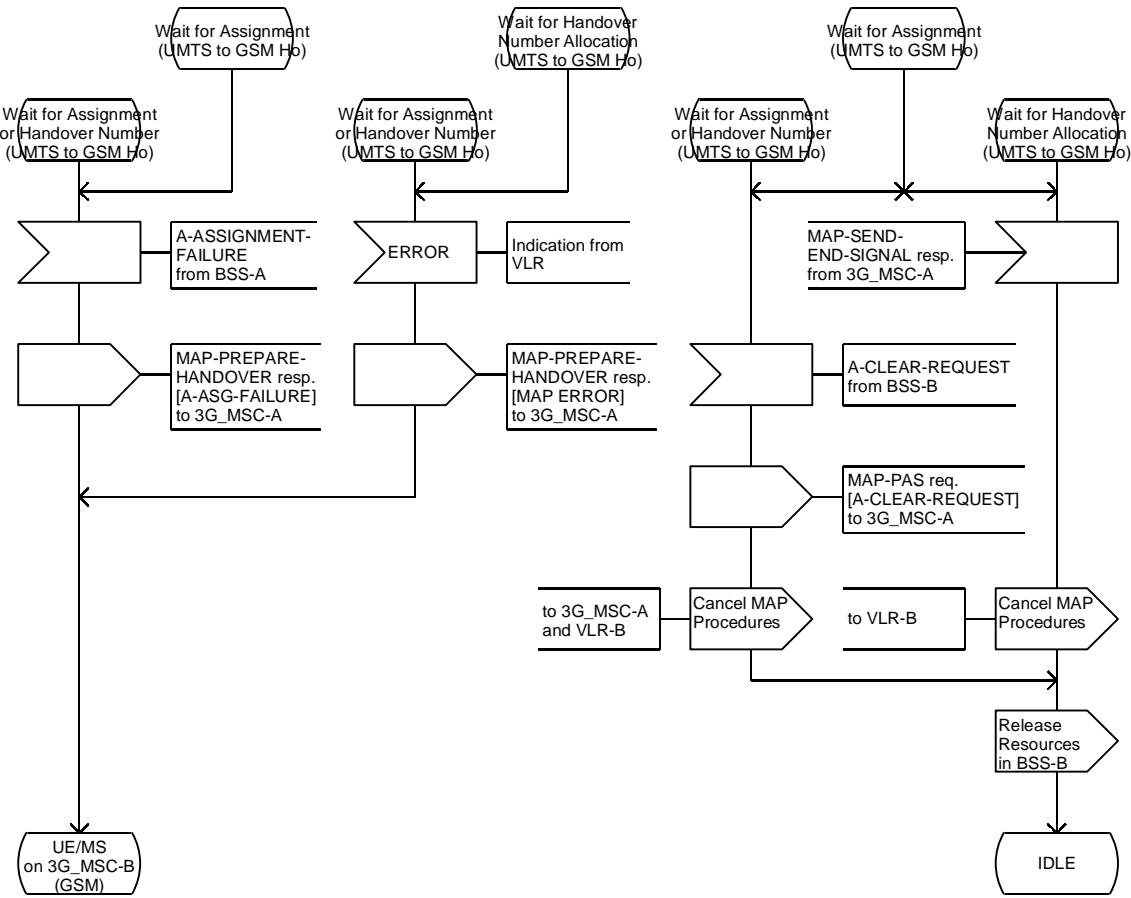 Wait for Assignment
(UMTS to GSM Ho)
Wait for Handover
Number Allocation
(UMTS to GSM Ho)
Wait for Assignment
(UMTS to GSM Ho)
Wait for Assignment
or Handover Number
(UMTS to GSM Ho)
Wait for Assignment
or Handover Number
(UMTS to GSM Ho)
Wait for Assignment
or Handover Number
(UMTS to GSM Ho)
Wait for Handover
Number Allocation
(UMTS to GSM Ho)
A-ASSIGNMENT-
FAILURE
from BSS-A
ERROR
Indication from
VLR
MAP-SEND-
END-SIGNAL resp.
from 3G_MSC-A
MAP-PREPARE-
HANDOVER resp.
[A-ASG-FAILURE]
to 3G_MSC-A
MAP-PREPARE-
HANDOVER resp.
[MAP ERROR]
to 3G_MSC-A
A-CLEAR-REQUEST
from BSS-B
MAP-PAS req.
[A-CLEAR-REQUEST]
to 3G_MSC-A
to 3G_MSC-A
and VLR-B
Cancel MAP
Procedures
to VLR-B
Cancel MAP
Procedures
Release
Resources
in BSS-B
UE/MS
on 3G_MSC-B
(GSM)
IDLE